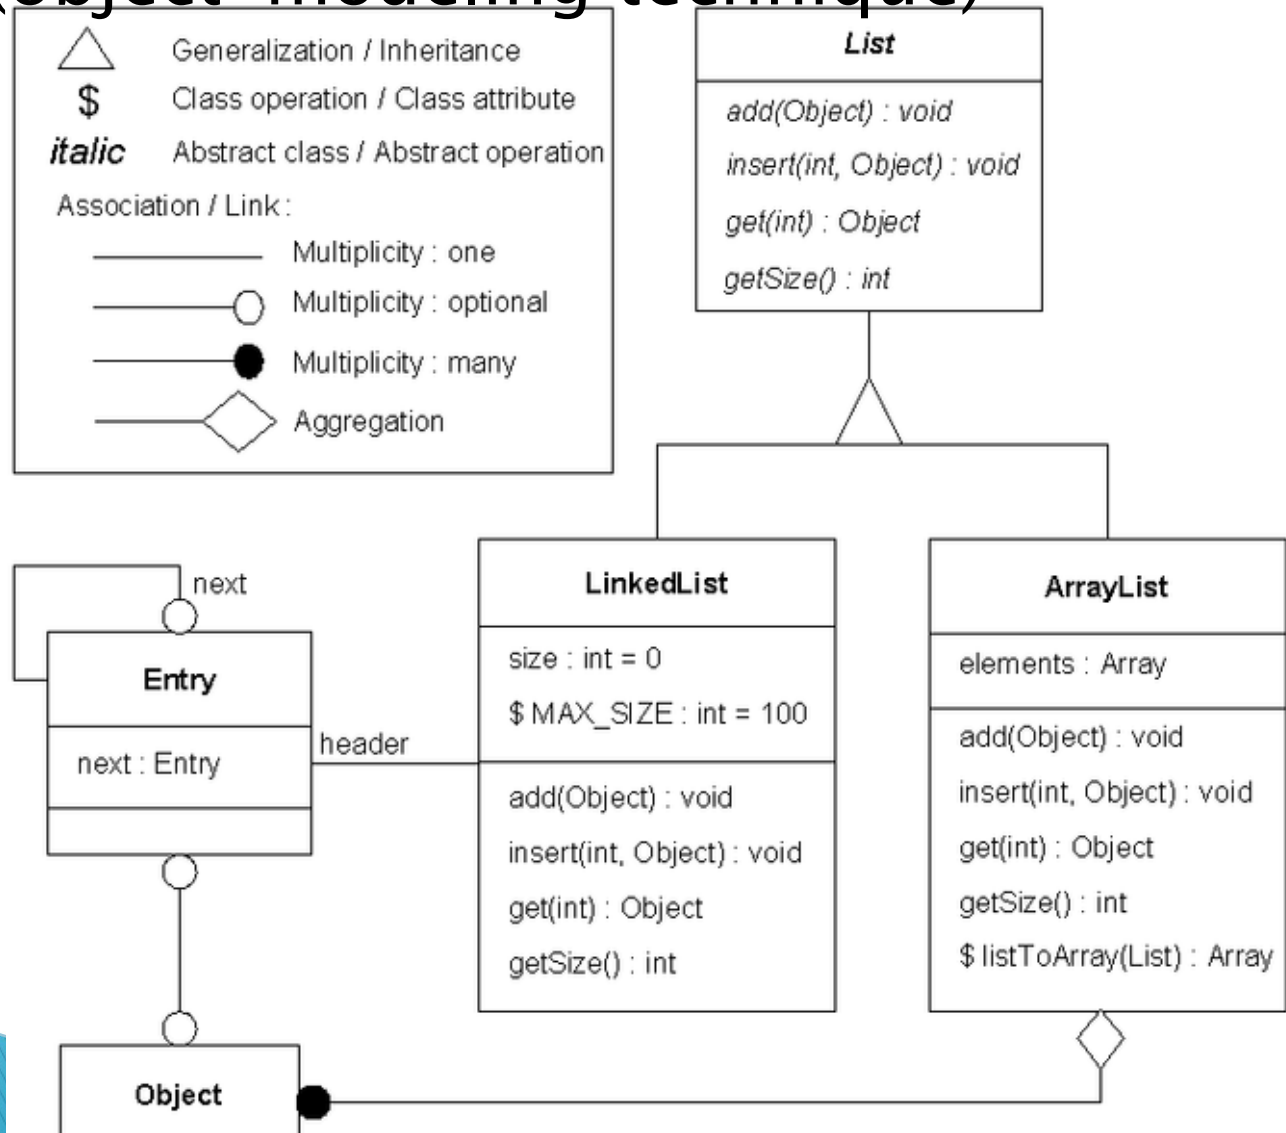 (object modeling technique)
Generalization / Inheritance
$ Class operation / Class attribute
italic Abstract class / Abstract operation
Association / Link :
Multiplicity : one
Multiplicity : optional
Multiplicity : many
Aggregation
List
add(Object) : void
insert(int, Object) : void
get(int) : Object
getSize() : int
next
Entry
next : Entry
header
LinkedList
size : int = 0
$ MAX_SIZE : int = 100
add(Object) : void
insert(int, Object) : void
get(int) : Object
getSize() : int
ArrayList
elements : Array
add(Object) : void
insert(int, Object) : void
get(int) : Object
getSize() : int
$ listToArray(List) : Array
Object